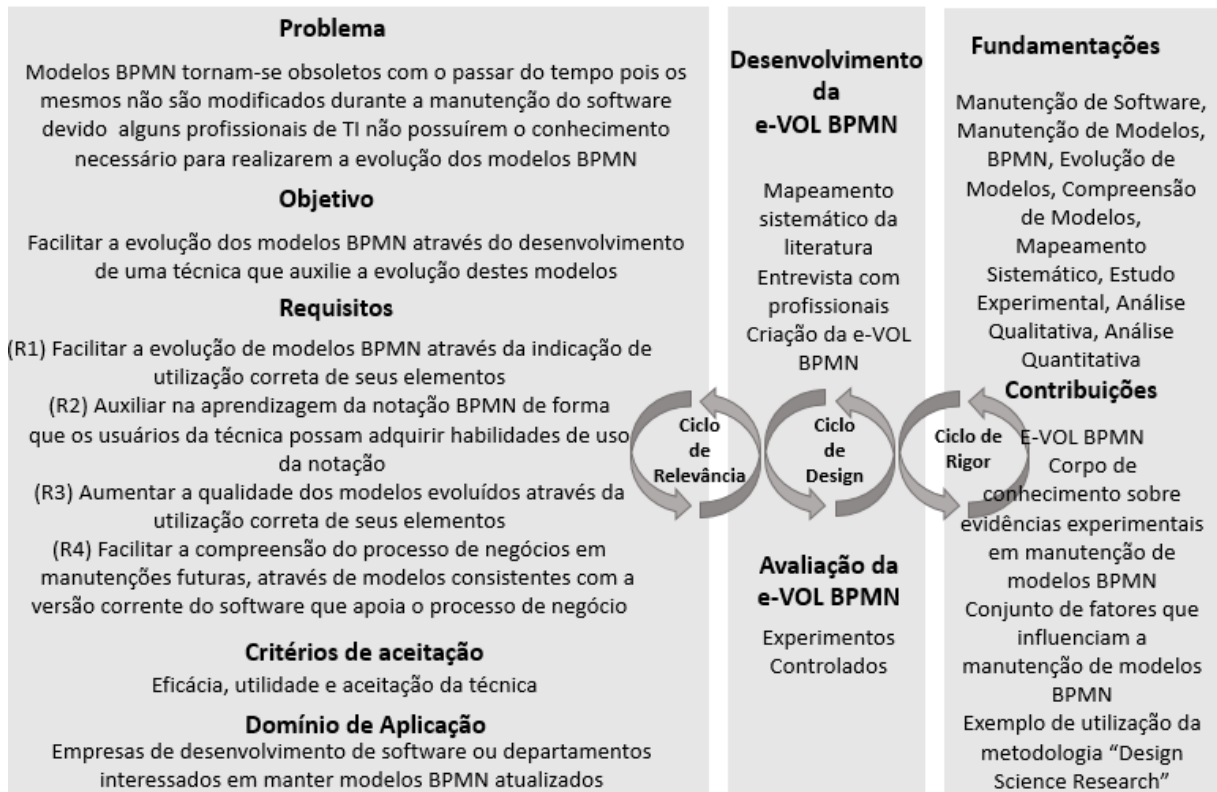 Problema
Modelos BPMN tornam-se obsoletos com o passar do tempo pois os
mesmos não são modificados durante a manutenção do software
devido alguns profissionais de TI não possuírem o conhecimento
necessário para realizarem a evolução dos modelos BPMN
Objetivo
Facilitar a evolução dos modelos BPMN através do desenvolvimento
de uma técnica que auxilie a evolução destes modelos
Requisitos
(R1) Facilitar a evolução de modelos BPMN através da indicação de
utilização correta de seus elementos
(R2) Auxiliar na aprendizagem da notação BPMN de forma
que os usuários da técnica possam adquirir habilidades de uso
da notação
(R3) Aumentar a qualidade dos modelos evoluídos através da
utilização correta de seus elementos
(R4) Facilitar a compreensão do processo de negócios em
manutenções futuras, através de modelos consistentes com a
versão corrente do software que apoia o processo de negócio
Critérios de aceitação
Eficácia, utilidade e aceitação da técnica
Domínio de Aplicação
Empresas de desenvolvimento de software ou departamentos
interessados em manter modelos BPMN atualizados
Ciclo
de
Relevância
Desenvolvimento
da
e-VOL BPMN
Mapeamento
sistemático da
literatura
Entrevista com
profissionais
Criação da e-VOL
BPMN
Ciclo
de
Design
Avaliação da
e-VOL BPMN
Experimentos
Controlados
Ciclo de
Rigor
Fundamentações
Manutenção de Software,
Manutenção de Modelos,
BPMN, Evolução de
Modelos, Compreensão
de Modelos,
Mapeamento
Sistemático, Estudo
Experimental, Análise
Qualitativa, Análise
Quantitativa
Contribuições
E-VOL BPMN
Corpo de
conhecimento sobre
evidências experimentais
em manutenção de
modelos BPMN
Conjunto de fatores que
influenciam a
manutenção de modelos
BPMN
Exemplo de utilização da
metodologia “Design
Science Research”